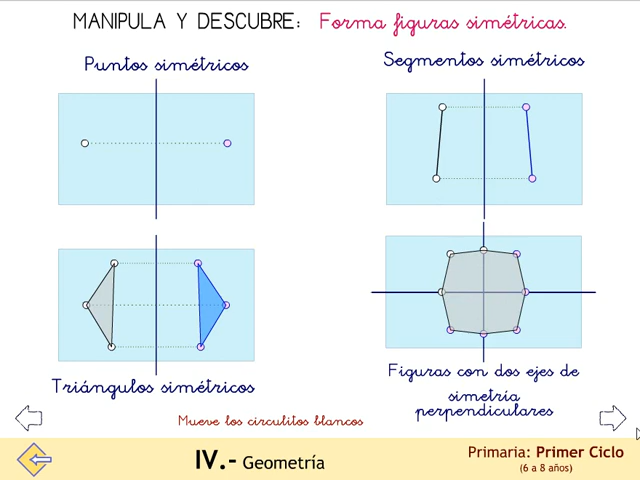 MANIPULA Y DESCUBRE: Forma figuras simétricas.
Puntos simétricos
Segmentos simétricos
Triángulos simétricos
Figuras con dos ejes de
simetría
perpendiculares
Mueve los circulitos blancos
IV.- Geometría
Primaria: Primer Ciclo
(6 a 8 años)